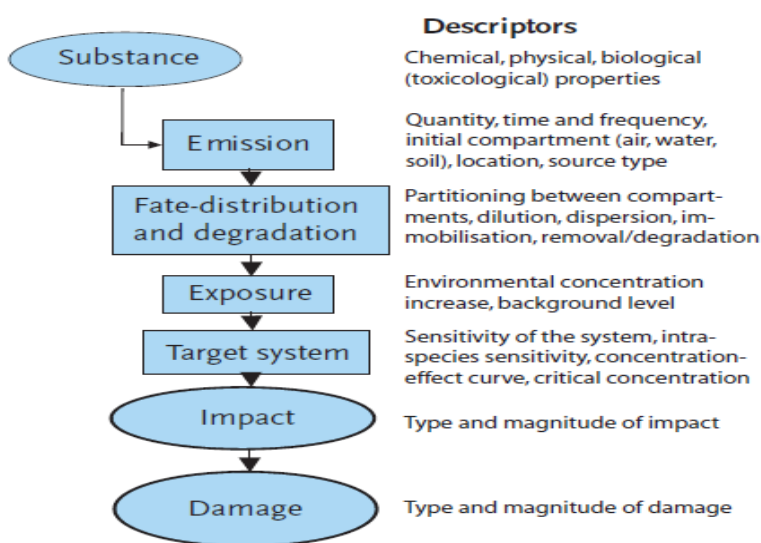 Descriptors
Substance
Chemical, physical, biological
(toxicological) properties
Emission
Quantity, time and frequency,
initial compartment (air, water,
soil), location, source type
Fate-distribution
and degradation
Partitioning between compart-
ments, dilution, dispersion, im-
mobilisation, removal/degradation
Exposure
Environmental concentration
increase, background level
Target system
Sensitivity of the system, intra-
species sensitivity, concentration-
effect curve, critical concentration
Impact
Type and magnitude of impact
Damage
Type and magnitude of damage